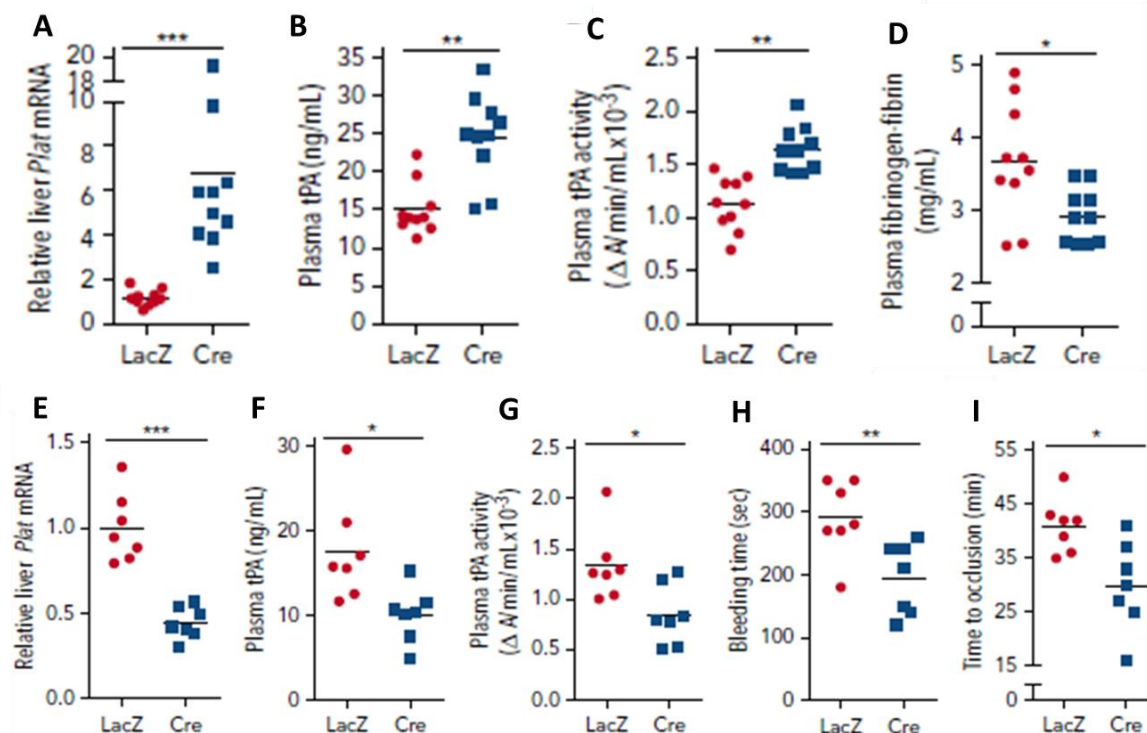 A
Relative liver Plat mRNA
***
20
18
10
8
6
4
2
0
LacZ Cre
B
Plasma tPA (ng/mL)
**
35
30
25
20
15
10
5
0
LacZ Cre
C
Plasma tPA activity
(Δ A/min/mLx10⁻³)
**
2.5
2.0
1.5
1.0
0.5
0.0
LacZ Cre
D
Plasma fibrinogen-fibrin
(mg/mL)
*
5
4
3
2
0
LacZ Cre
E
Relative liver Plat mRNA
***
1.5
1.0
0.5
0.0
LacZ Cre
F
Plasma tPA (ng/mL)
*
30
20
10
0
LacZ Cre
G
Plasma tPA activity
(Δ A/min/mLx10⁻³)
*
2.5
2.0
1.5
1.0
0.5
0.0
LacZ Cre
H
Bleeding time (sec)
**
400
300
200
100
0
LacZ Cre
I
Time to occlusion (min)
*
55
45
35
25
15
0
LacZ Cre